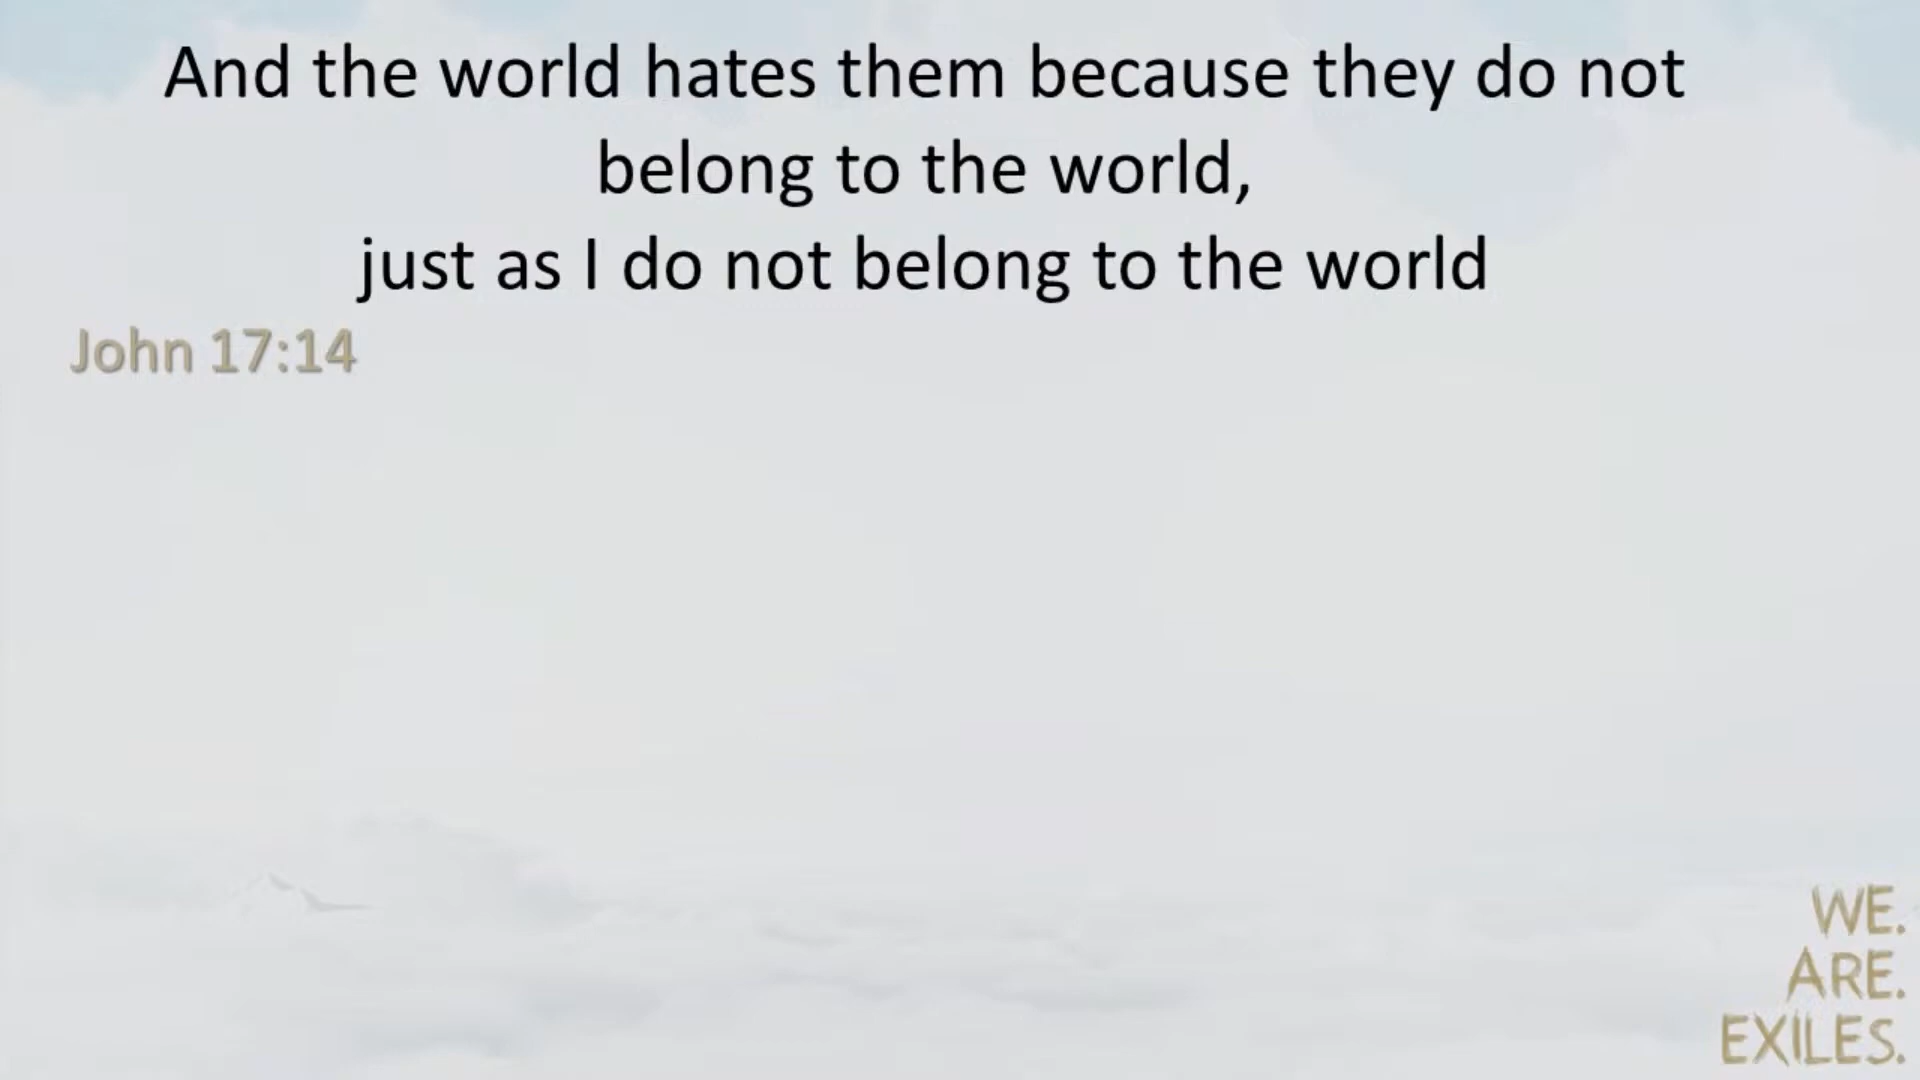 And the world hates them because they do not
belong to the world,
just as I do not belong to the world
John 17:14
WE.
ARE.
EXILES.